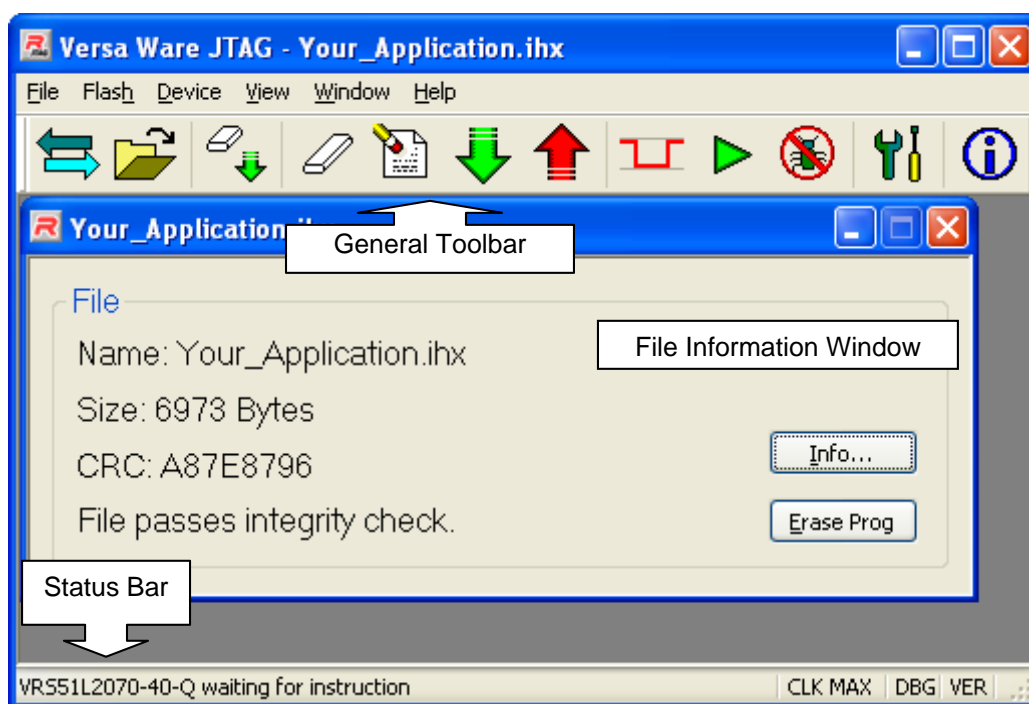 Versa Ware JTAG - Your_Application.ihx
File Flash Device View Window Help
Your_Application
General Toolbar
File
File Information Window
Name: Your_Application.ihx
Size: 6973 Bytes
CRC: A87E8796
Info...
File passes integrity check.
Erase Prog
Status Bar
VRS51L2070-40-Q waiting for instruction CLK MAX DBG VER